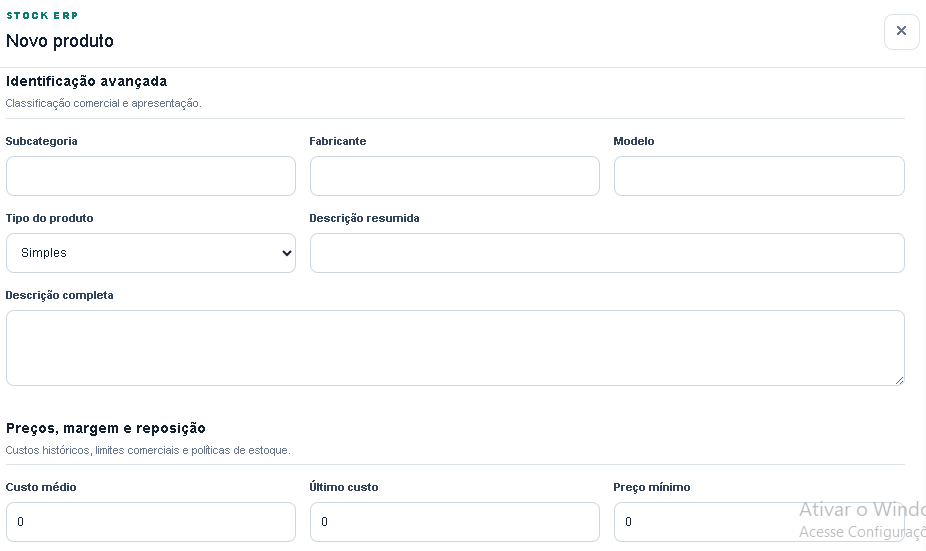 STOCK ERP
Novo produto
Identificação avançada
Classificação comercial e apresentação.
Subcategoria Fabricante Modelo
Tipo do produto Descrição resumida
Simples
Descrição completa
Preços, margem e reposição
Custos históricos, limites comerciais e políticas de estoque.
Custo médio Último custo Preço mínimo
0 0 0
Ativar o Windo
Acesse Configuraçõ